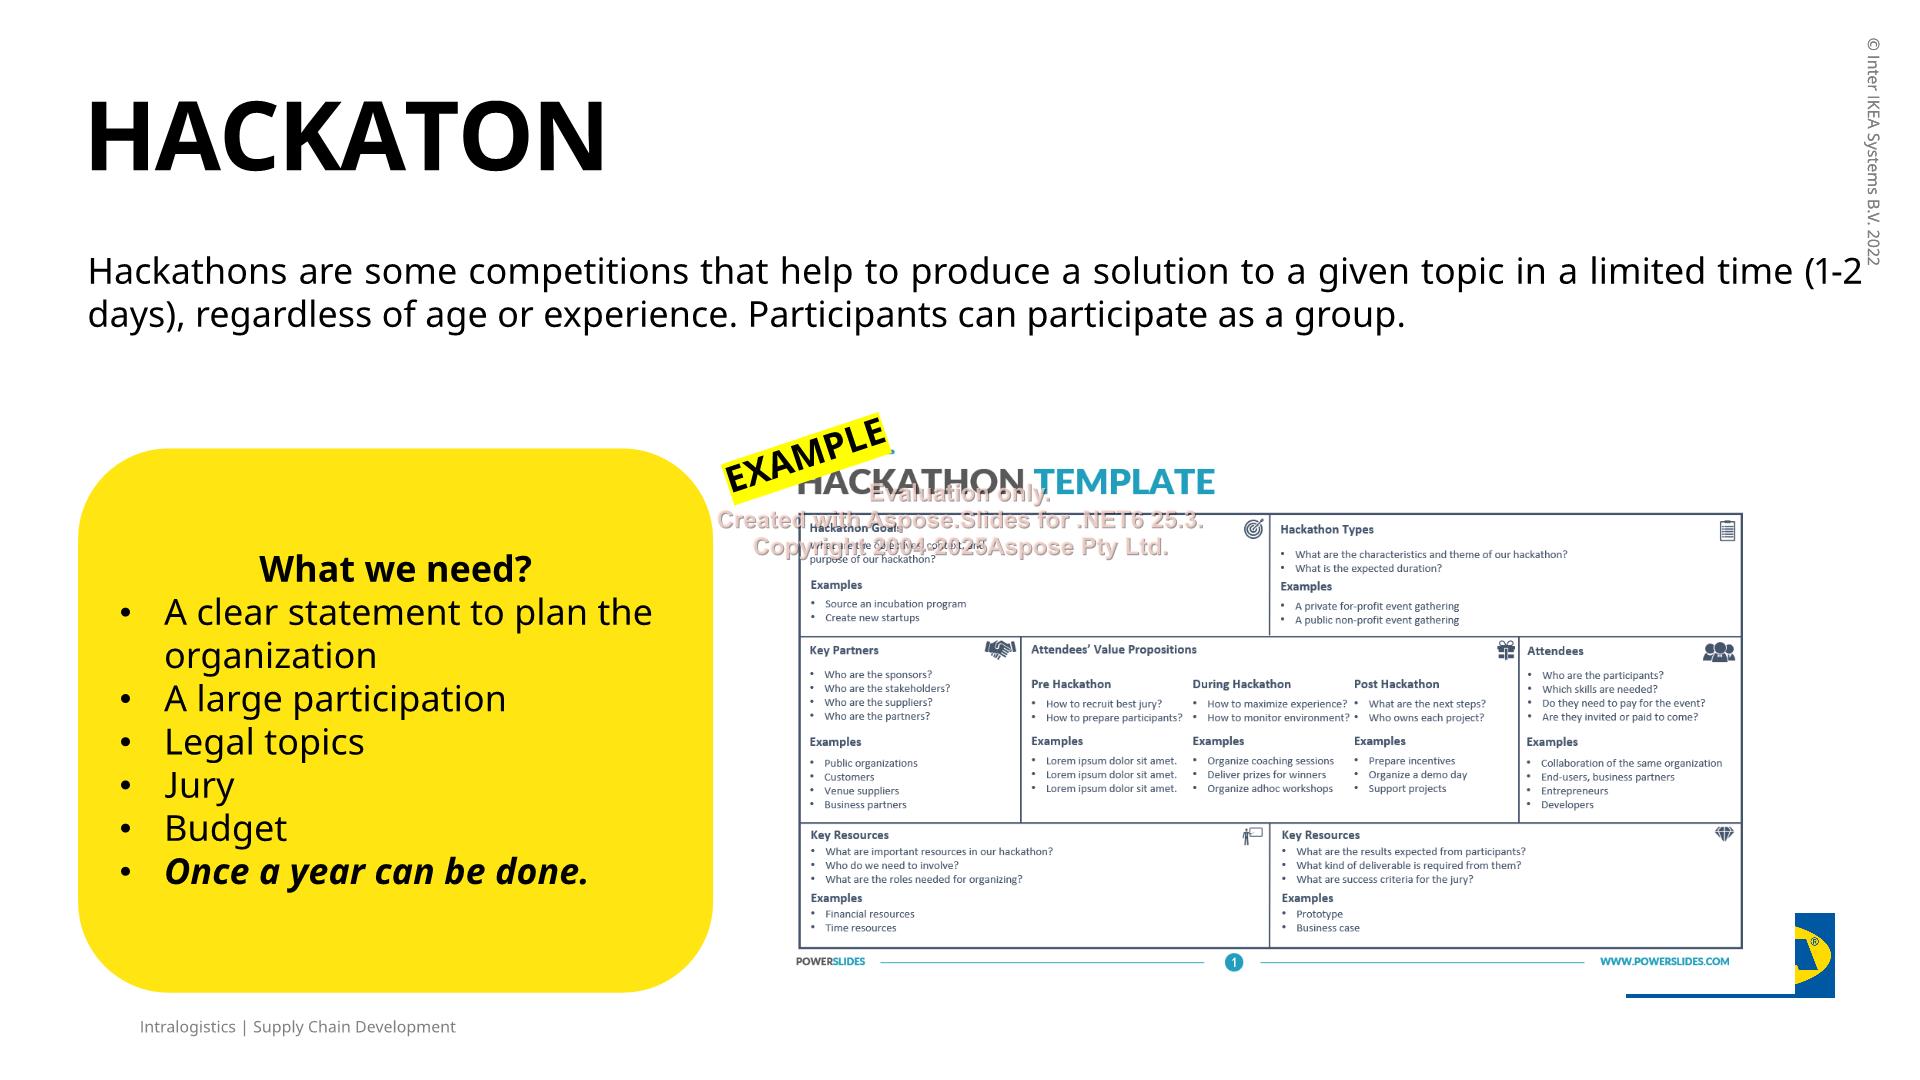 © Inter IKEA Systems B.V. 2022
HACKATON
Hackathons are some competitions that help to produce a solution to a given topic in a limited time (1-2
days), regardless of age or experience. Participants can participate as a group.
What we need?
• A clear statement to plan the
organization
• A large participation
• Legal topics
• Jury
• Budget
• Once a year can be done.
EXAMPLE
HACKATHON TEMPLATE
Evaluation only.
Created with Aspose.Slides for .NET6 25.3.
Copyright 2004-2025Aspose Pty Ltd.
Hackathon Goals
What are the objectives, context, and
purpose of our hackathon?
Examples
• Source an incubation program
• Create new startups
Hackathon Types
• What are the characteristics and theme of our hackathon?
• What is the expected duration?
Examples
• A private for-profit event gathering
• A public non-profit event gathering
Key Partners
• Who are the sponsors?
• Who are the stakeholders?
• Who are the suppliers?
• Who are the partners?
Examples
• Public organizations
• Customers
• Venue suppliers
• Business partners
Attendees' Value Propositions
Pre Hackathon
• How to recruit best jury?
• How to prepare participants?
Examples
• Lorem ipsum dolor sit amet.
• Lorem ipsum dolor sit amet.
• Lorem ipsum dolor sit amet.
During Hackathon
• How to maximize experience?
• How to monitor environment?
Examples
• Organize coaching sessions
• Deliver prizes for winners
• Organize adhoc workshops
Post Hackathon
• What are the next steps?
• Who owns each project?
Examples
• Prepare incentives
• Organize a demo day
• Support projects
Attendees
• Who are the participants?
• Which skills are needed?
• Do they need to pay for the event?
• Are they invited or paid to come?
Examples
• Collaboration of the same organization
• End-users, business partners
• Entrepreneurs
• Developers
Key Resources
• What are important resources in our hackathon?
• Who do we need to involve?
• What are the roles needed for organizing?
Examples
• Financial resources
• Time resources
Key Resources
• What are the results expected from participants?
• What kind of deliverable is required from them?
• What are success criteria for the jury?
Examples
• Prototype
• Business case
POWERSLIDES
1
WWW.POWERSLIDES.COM
A®
Intralogistics | Supply Chain Development